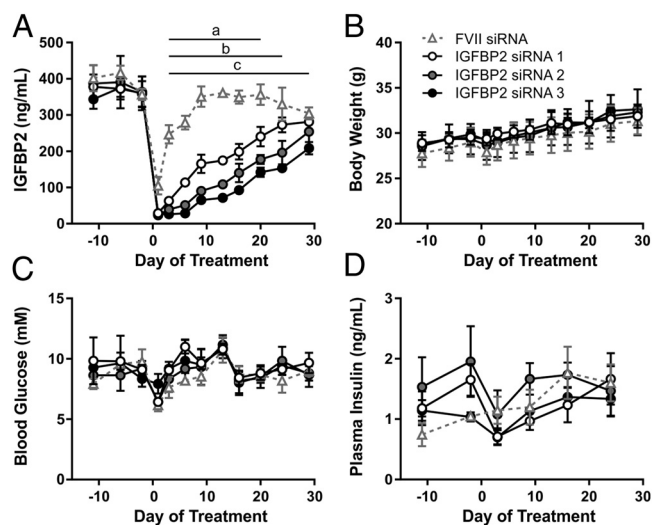 A
a
b
c
500
400
300
200
100
0
IGFBP2
(ng/mL)
-10 0 10 20 30
Day of Treatment
B
FVII siRNA
IGFBP2 siRNA 1
IGFBP2 siRNA 2
IGFBP2 siRNA 3
40
35
30
25
20
Body Weight (g)
-10 0 10 20 30
Day of Treatment
C
15
10
5
0
Blood Glucose (mM)
-10 0 10 20 30
Day of Treatment
D
3
2
1
0
Plasma Insulin (ng/mL)
-10 0 10 20 30
Day of Treatment